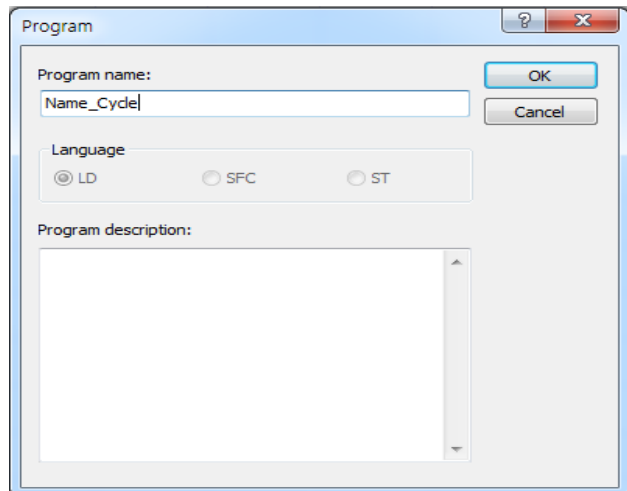 Program
Program name:
OK
Name_Cycle
Cancel
Language
LD SFC ST
Program description: